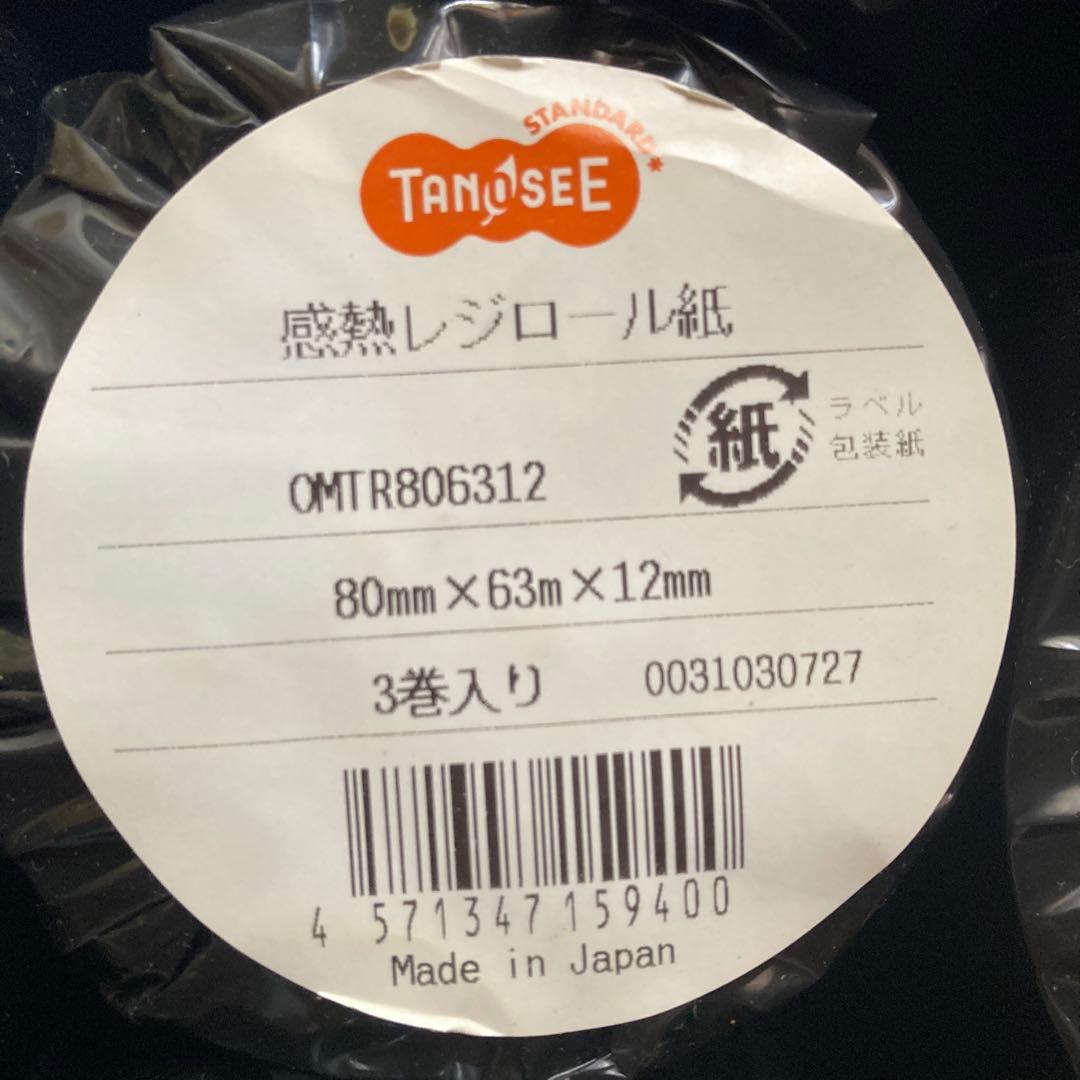 STANDARD*
TANOSEE
感熱レジロール紙
紙
ラベル
包装紙
OMTR806312
80mm×63m×12mm
3巻入り 0031030727
4 571347 159400
Made in Japan